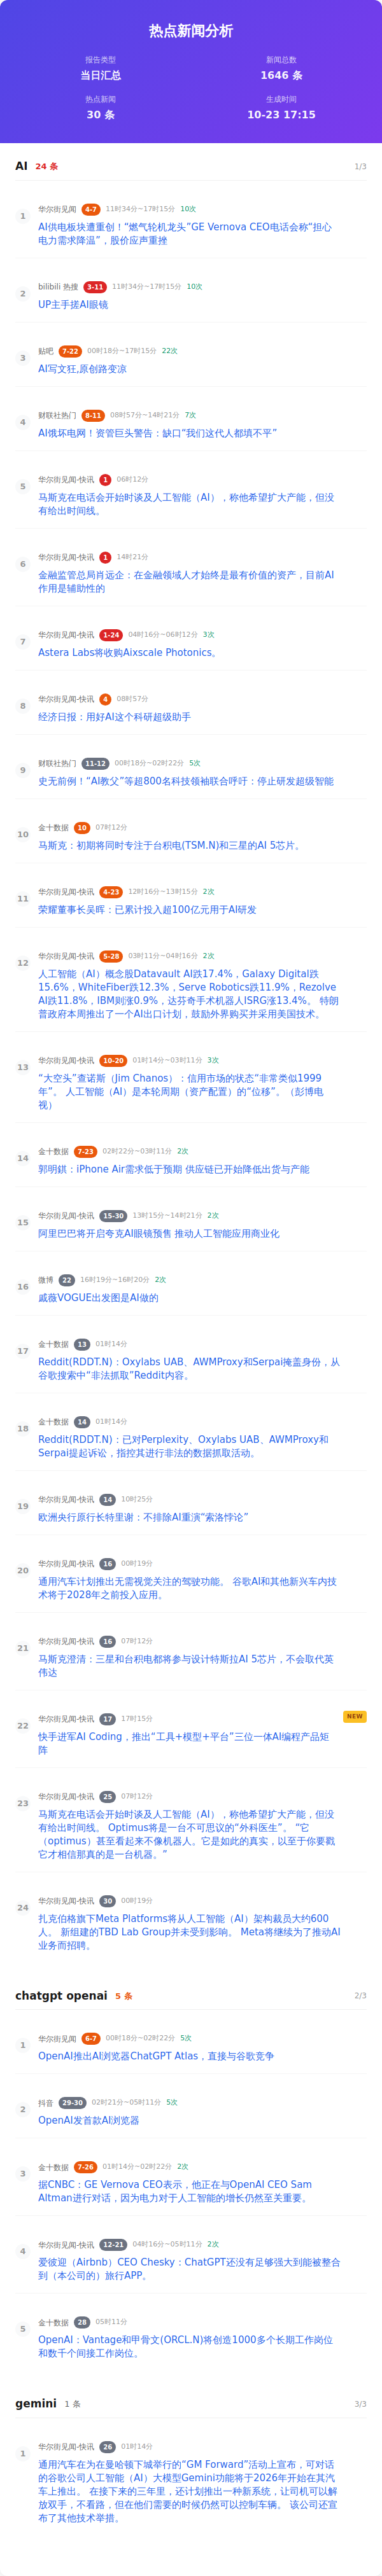 热点新闻分析
报告类型
当日汇总
新闻总数
1646 条
热点新闻
30 条
生成时间
10-23 17:15
AI 24 条 1/3
1
华尔街见闻 4-7 11时34分~17时15分 10次
AI供电板块遭重创！“燃气轮机龙头”GE Vernova CEO电话会称“担心
电力需求降温”，股价应声重挫
2
bilibili 热搜 3-11 11时34分~17时15分 10次
UP主手搓AI眼镜
3
贴吧 7-22 00时18分~17时15分 22次
AI写文狂,原创路变凉
4
财联社热门 8-11 08时57分~14时21分 7次
AI饿坏电网！资管巨头警告：缺口“我们这代人都填不平”
5
华尔街见闻-快讯 1 06时12分
马斯克在电话会开始时谈及人工智能（AI），称他希望扩大产能，但没
有给出时间线。
6
华尔街见闻-快讯 1 14时21分
金融监管总局肖远企：在金融领域人才始终是最有价值的资产，目前AI
作用是辅助性的
7
华尔街见闻-快讯 1-24 04时16分~06时12分 3次
Astera Labs将收购Aixscale Photonics。
8
华尔街见闻-快讯 4 08时57分
经济日报：用好AI这个科研超级助手
9
财联社热门 11-12 00时18分~02时22分 5次
史无前例！“AI教父”等超800名科技领袖联合呼吁：停止研发超级智能
10
金十数据 10 07时12分
马斯克：初期将同时专注于台积电(TSM.N)和三星的AI 5芯片。
11
华尔街见闻-快讯 4-23 12时16分~13时15分 2次
荣耀董事长吴晖：已累计投入超100亿元用于AI研发
12
华尔街见闻-快讯 5-28 03时11分~04时16分 2次
人工智能（AI）概念股Datavault AI跌17.4%，Galaxy Digital跌
15.6%，WhiteFiber跌12.3%，Serve Robotics跌11.9%，Rezolve
AI跌11.8%，IBM则涨0.9%，达芬奇手术机器人ISRG涨13.4%。 特朗
普政府本周推出了一个AI出口计划，鼓励外界购买并采用美国技术。
13
华尔街见闻-快讯 10-20 01时14分~03时11分 3次
“大空头”查诺斯（Jim Chanos）：信用市场的状态“非常类似1999
年”。 人工智能（AI）是本轮周期（资产配置）的“位移”。（彭博电
视）
14
金十数据 7-23 02时22分~03时11分 2次
郭明錤：iPhone Air需求低于预期 供应链已开始降低出货与产能
15
华尔街见闻-快讯 15-30 13时15分~14时21分 2次
阿里巴巴将开启夸克AI眼镜预售 推动人工智能应用商业化
16
微博 22 16时19分~16时20分 2次
戚薇VOGUE出发图是AI做的
17
金十数据 13 01时14分
Reddit(RDDT.N)：Oxylabs UAB、AWMProxy和Serpai掩盖身份，从
谷歌搜索中“非法抓取”Reddit内容。
18
金十数据 14 01时14分
Reddit(RDDT.N)：已对Perplexity、Oxylabs UAB、AWMProxy和
Serpai提起诉讼，指控其进行非法的数据抓取活动。
19
华尔街见闻-快讯 14 10时25分
欧洲央行原行长特里谢：不排除AI重演“索洛悖论”
20
华尔街见闻-快讯 16 00时19分
通用汽车计划推出无需视觉关注的驾驶功能。 谷歌AI和其他新兴车内技
术将于2028年之前投入应用。
21
华尔街见闻-快讯 16 07时12分
马斯克澄清：三星和台积电都将参与设计特斯拉AI 5芯片，不会取代英
伟达
22
华尔街见闻-快讯 17 17时15分 NEW
快手进军AI Coding，推出“工具+模型+平台”三位一体AI编程产品矩
阵
23
华尔街见闻-快讯 25 07时12分
马斯克在电话会开始时谈及人工智能（AI），称他希望扩大产能，但没
有给出时间线。 Optimus将是一台不可思议的“外科医生”。 “它
（optimus）甚至看起来不像机器人。它是如此的真实，以至于你要戳
它才相信那真的是一台机器。”
24
华尔街见闻-快讯 30 00时19分
扎克伯格旗下Meta Platforms将从人工智能（AI）架构裁员大约600
人。 新组建的TBD Lab Group并未受到影响。 Meta将继续为了推动AI
业务而招聘。
chatgpt openai 5 条 2/3
1
华尔街见闻 6-7 00时18分~02时22分 5次
OpenAI推出AI浏览器ChatGPT Atlas，直接与谷歌竞争
2
抖音 29-30 02时21分~05时11分 5次
OpenAI发首款AI浏览器
3
金十数据 7-26 01时14分~02时22分 2次
据CNBC：GE Vernova CEO表示，他正在与OpenAI CEO Sam
Altman进行对话，因为电力对于人工智能的增长仍然至关重要。
4
华尔街见闻-快讯 12-21 04时16分~05时11分 2次
爱彼迎（Airbnb）CEO Chesky：ChatGPT还没有足够强大到能被整合
到（本公司的）旅行APP。
5
金十数据 28 05时11分
OpenAI：Vantage和甲骨文(ORCL.N)将创造1000多个长期工作岗位
和数千个间接工作岗位。
gemini 1 条 3/3
1
华尔街见闻-快讯 26 01时14分
通用汽车在为在曼哈顿下城举行的“GM Forward”活动上宣布，可对话
的谷歌公司人工智能（AI）大模型Gemini功能将于2026年开始在其汽
车上推出。 在接下来的三年里，还计划推出一种新系统，让司机可以解
放双手，不看路，但在他们需要的时候仍然可以控制车辆。 该公司还宣
布了其他技术举措。